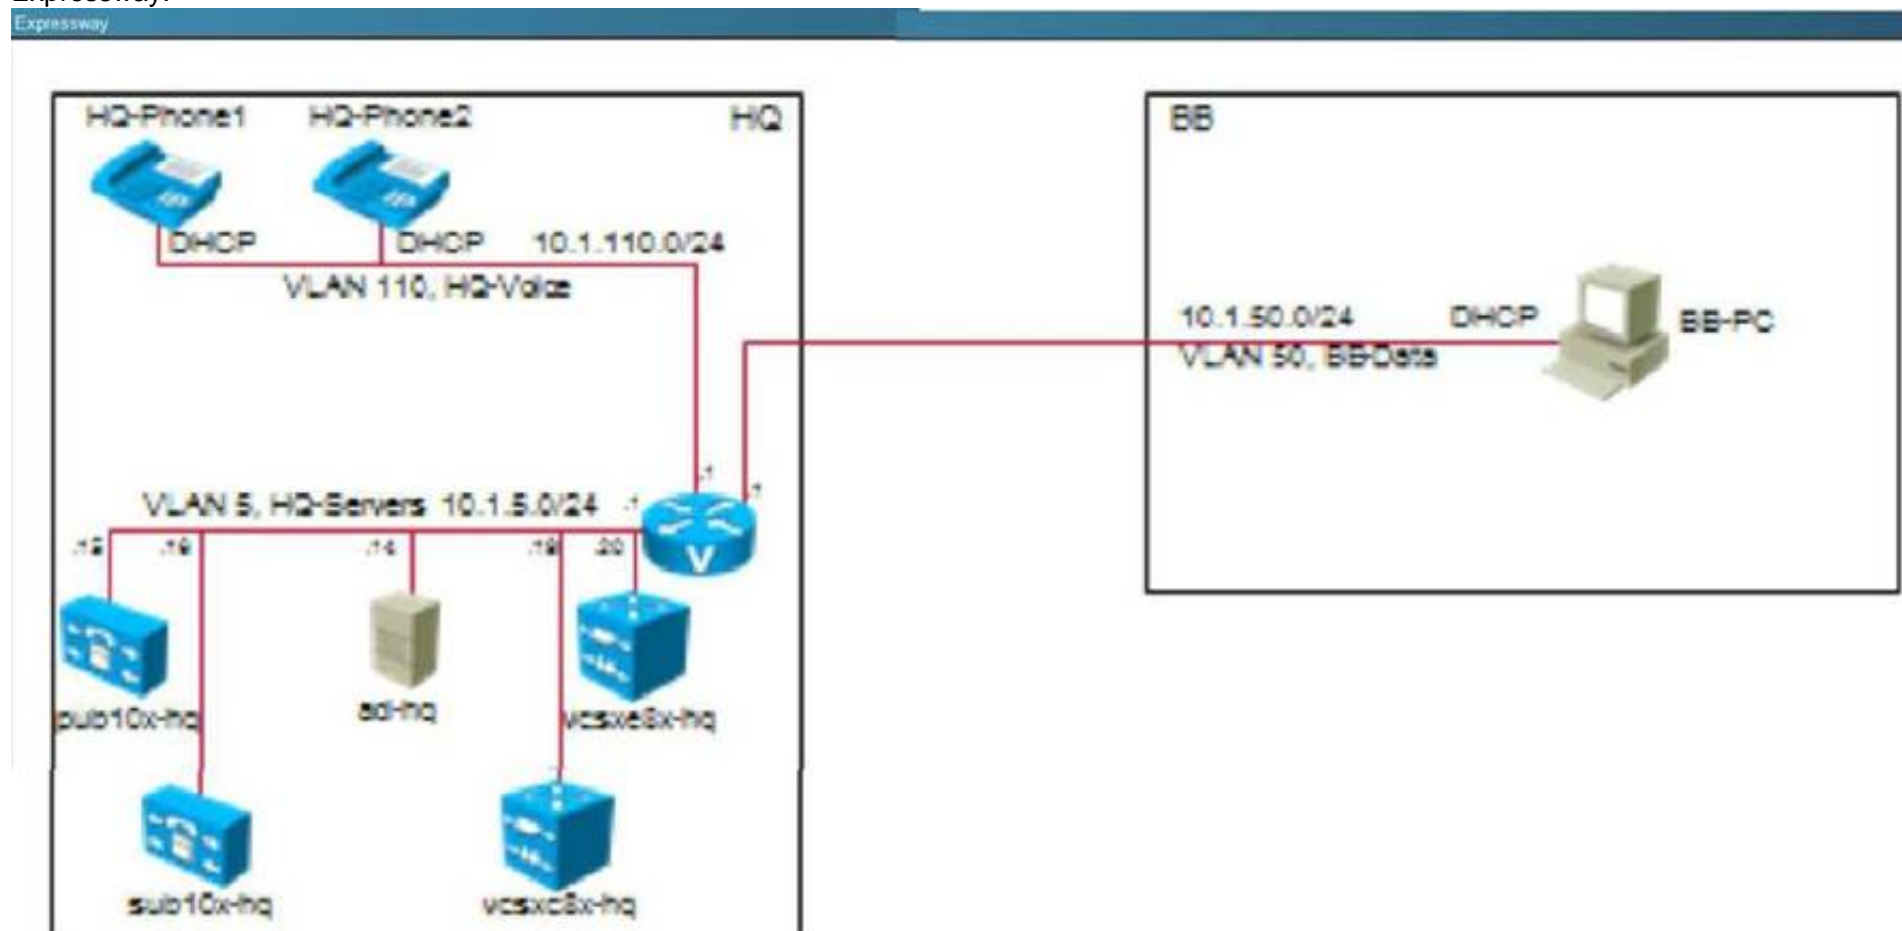 Expressway.
Expressway
HQ-Phone1 HQ-Phone2 HQ
DHCP DHCP 10.1.110.0/24
VLAN 110, HQ-Voice
BB
10.1.50.0/24 DHCP BB-PC
VLAN 50, BB-Data
.1
.1
VLAN 5, HQ-Servers 10.1.5.0/24 .1
.14 .20
V
pub10x-hq ad-hq vcsxe8x-hq
sub10x-hq vcsxc8x-hq